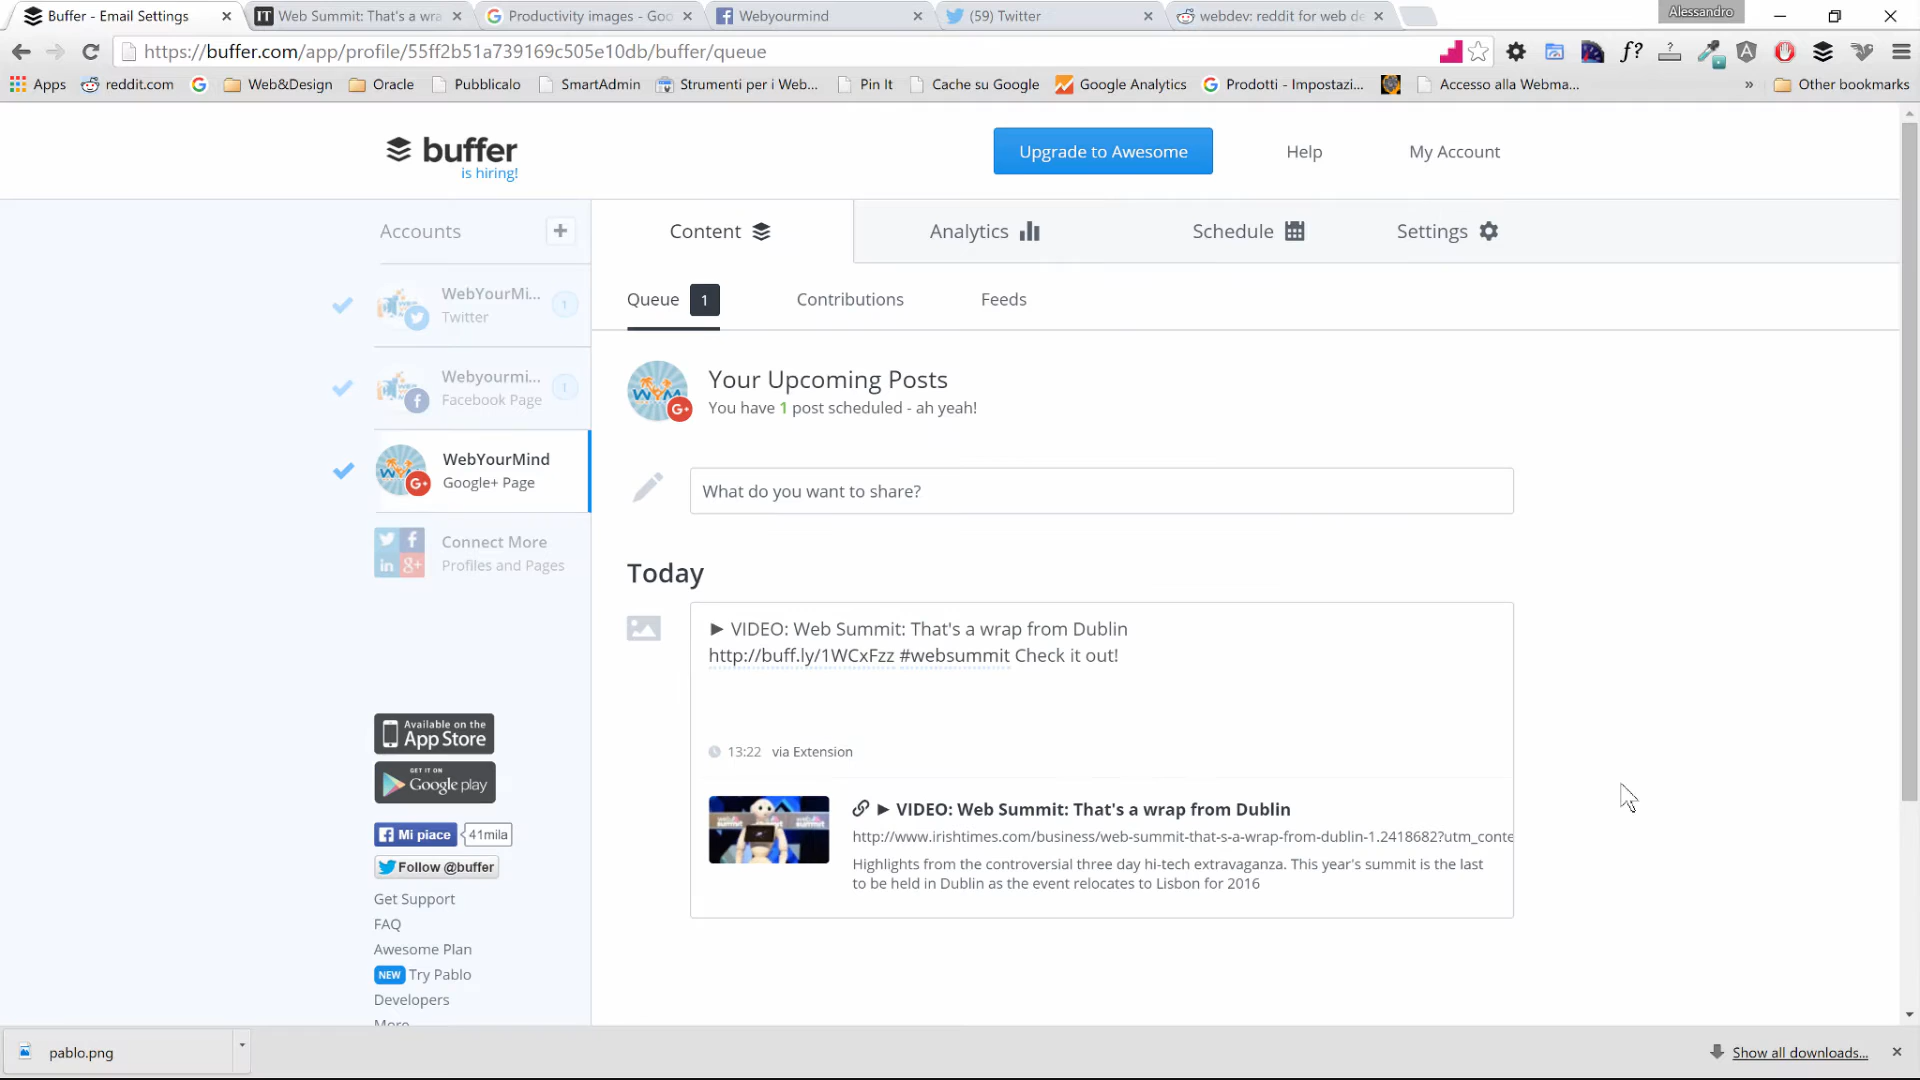 Buffer - Email Settings
IT Web Summit: That's a wra
Productivity images - Goo
Webyourmind
(59) Twitter
webdev: reddit for web de
Alessandro
https://buffer.com/app/profile/55ff2b51a739169c505e10db/buffer/queue
f?
Apps
reddit.com
Web&Design
Oracle
Pubblicalo
SmartAdmin
Strumenti per i Web...
Pin It
Cache su Google
Google Analytics
Prodotti - Impostazi...
Accesso alla Webma...
»
Other bookmarks
buffer
is hiring!
Upgrade to Awesome
Help
My Account
Accounts
+
Content
Analytics
Schedule
Settings
WebYourMi...
Twitter
1
Webyourmi...
Facebook Page
1
WebYourMind
Google+ Page
Connect More
Profiles and Pages
Queue 1
Contributions
Feeds
WYM
G+
Your Upcoming Posts
You have 1 post scheduled - ah yeah!
What do you want to share?
Today
► VIDEO: Web Summit: That's a wrap from Dublin
http://buff.ly/1WCxFzz #websummit Check it out!
13:22 via Extension
► VIDEO: Web Summit: That's a wrap from Dublin
http://www.irishtimes.com/business/web-summit-that-s-a-wrap-from-dublin-1.2418682?utm_conte
Highlights from the controversial three day hi-tech extravaganza. This year's summit is the last
to be held in Dublin as the event relocates to Lisbon for 2016
Available on the
App Store
GET IT ON
Google play
Mi piace 41mila
Follow @buffer
Get Support
FAQ
Awesome Plan
NEW Try Pablo
Developers
More
pablo.png
Show all downloads...